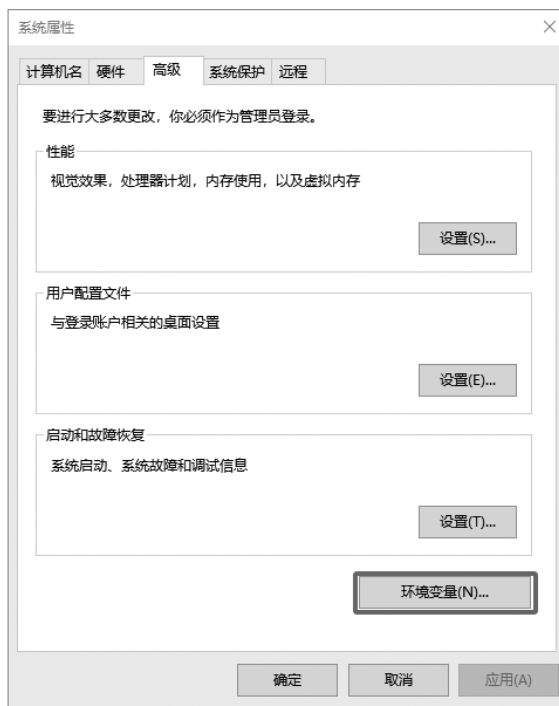 系统属性
计算机名 硬件 高级 系统保护 远程
要进行大多数更改，你必须作为管理员登录。
性能
视觉效果，处理器计划，内存使用，以及虚拟内存
设置(S)...
用户配置文件
与登录账户相关的桌面设置
设置(E)...
启动和故障恢复
系统启动、系统故障和调试信息
设置(T)...
环境变量(N)...
确定 取消 应用(A)